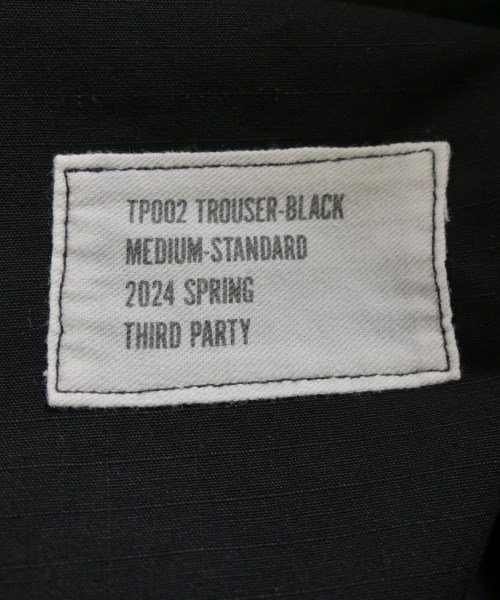 TP002 TROUSER-BLACK
MEDIUM-STANDARD
2024 SPRING
THIRD PARTY